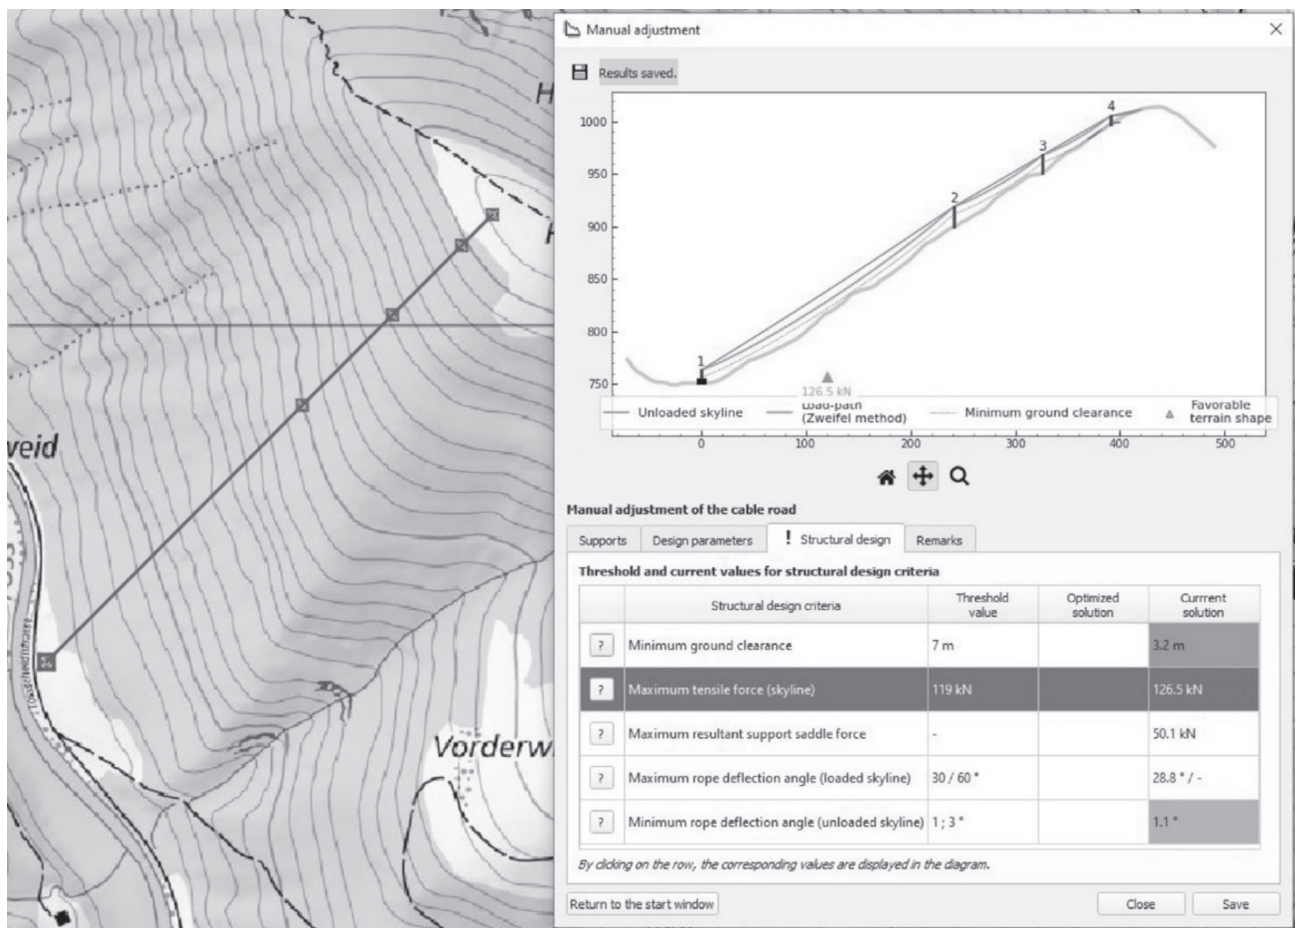 Manual adjustment
Results saved.
1000
950
900
850
800
750
1
2
3
4
126.5 kN
Unloaded skyline
Load-path
(Zweifel method)
Minimum ground clearance
Favorable
terrain shape
0
100
200
300
400
500
Manual adjustment of the cable road
Supports
Design parameters
! Structural design
Remarks
Threshold and current values for structural design criteria
Structural design criteria
Threshold
value
Optimized
solution
Currrent
solution
? Minimum ground clearance 7 m 3.2 m
? Maximum tensile force (skyline) 119 kN 126.5 kN
? Maximum resultant support saddle force - 50.1 kN
? Maximum rope deflection angle (loaded skyline) 30 / 60 ° 28.8 ° / -
? Minimum rope deflection angle (unloaded skyline) 1 ; 3 ° 1.1 °
By clicking on the row, the corresponding values are displayed in the diagram.
Return to the start window
Close
Save
H
H
weid
Vorderw